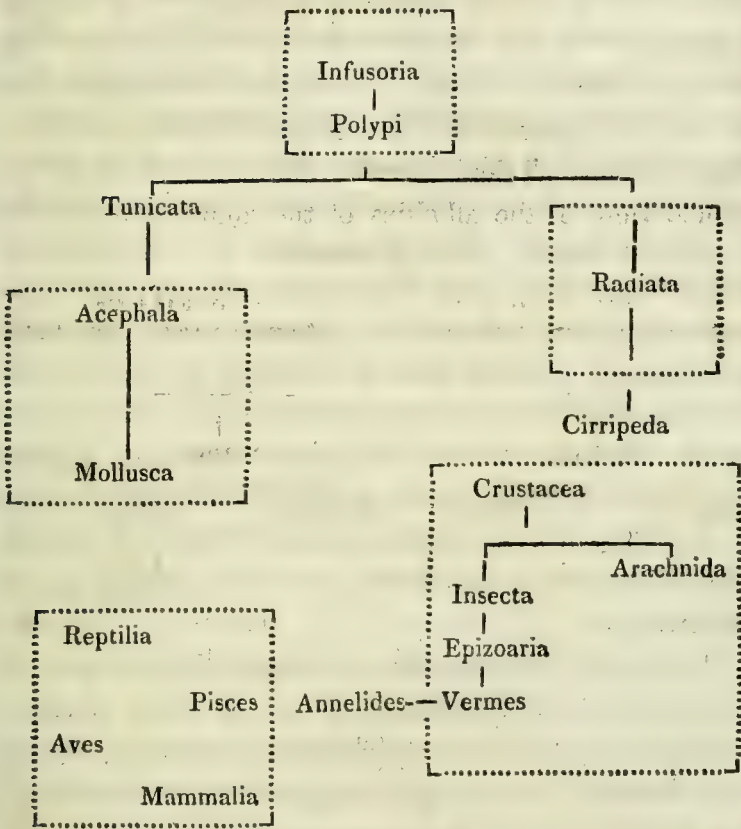 Infusoria
Polypi
Tunicata
Radiata
Acephala
Cirripeda
Mollusca
Crustacea
Arachnida
Insecta
Reptilia
Epizoaria
Pisces Annelides Vermes
Aves
Mammalia